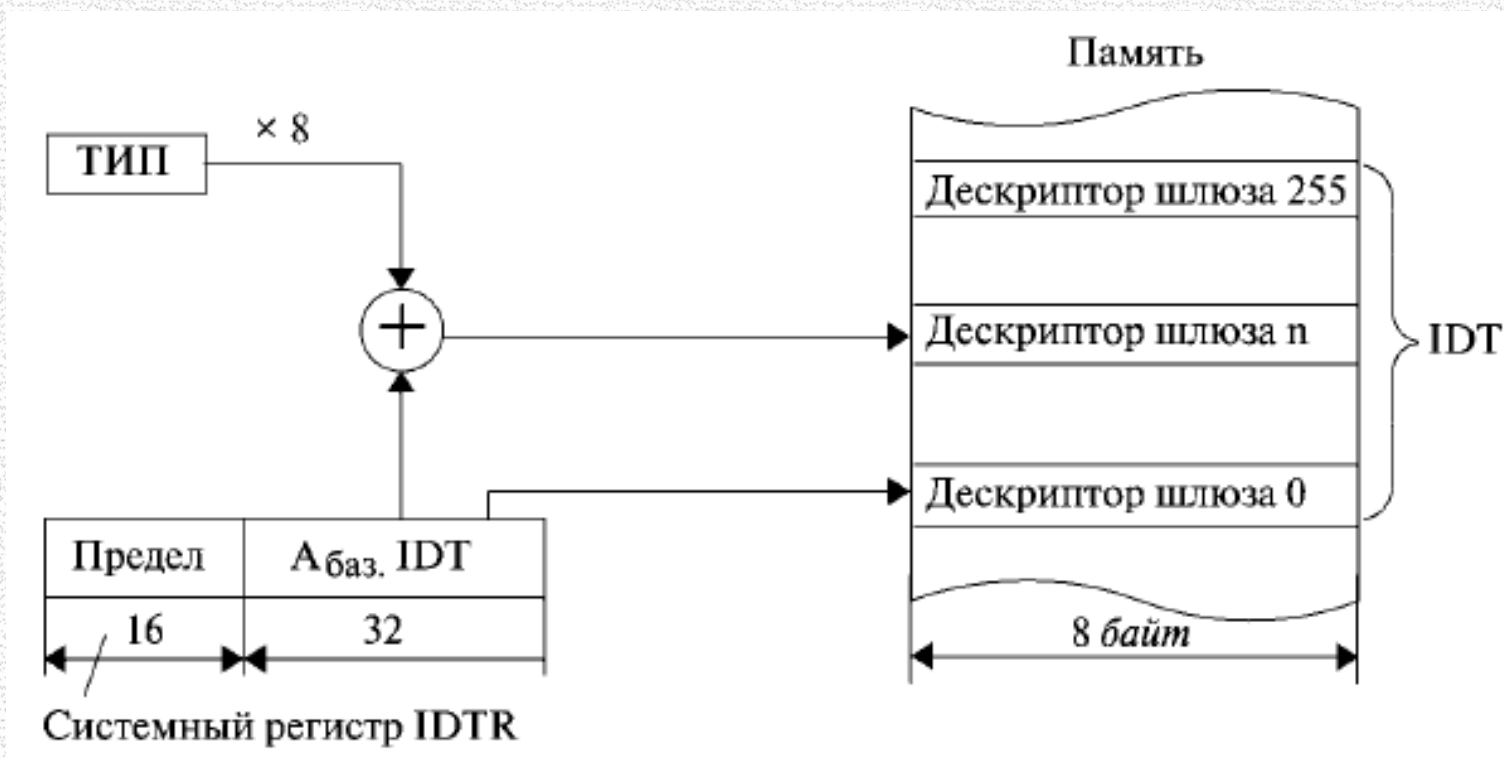 Память
× 8
ТИП
Дескриптор шлюза 255
+
Дескриптор шлюза n
IDT
Дескриптор шлюза 0
Предел
Aбаз. IDT
16
32
8 байт
Системный регистр IDTR